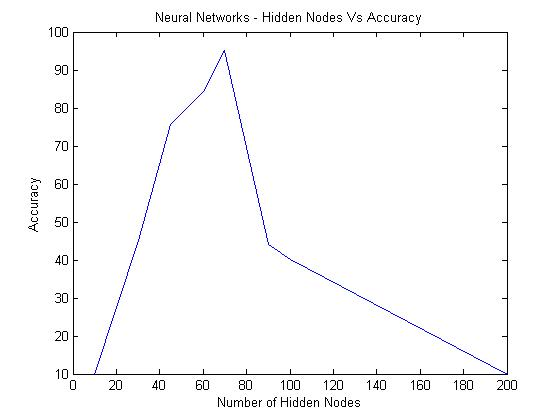 Neural Networks - Hidden Nodes Vs Accuracy
100
90
80
70
60
50
40
30
20
10
Accuracy
0 20 40 60 80 100 120 140 160 180 200
Number of Hidden Nodes